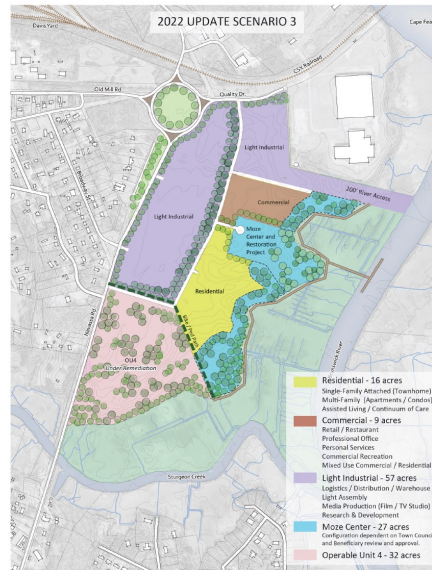 2022 UPDATE SCENARIO 3
Davis Yard
Cape Fea
CSX Railroad
Old Mill Rd
Quality Dr.
Light Industrial
200' River Access
Commercial
Light Industrial
Moze
Center and
Restoration
Project
Residential
Navassa Rd
OU4
Under Remediation
Sturgeon Creek
Residential - 16 acres
Single-Family Attached (Townhome)
Multi-Family (Apartments / Condos)
Assisted Living / Continuum of Care
Commercial - 9 acres
Retail / Restaurant
Professional Office
Personal Services
Commercial Recreation
Mixed Use Commercial / Residential
Light Industrial - 57 acres
Logistics / Distribution / Warehouse
Light Assembly
Media Production (Film / TV Studio)
Research & Development
Moze Center - 27 acres
Configuration dependent on Town Council
and Beneficiary review and approval.
Operable Unit 4 - 32 acres